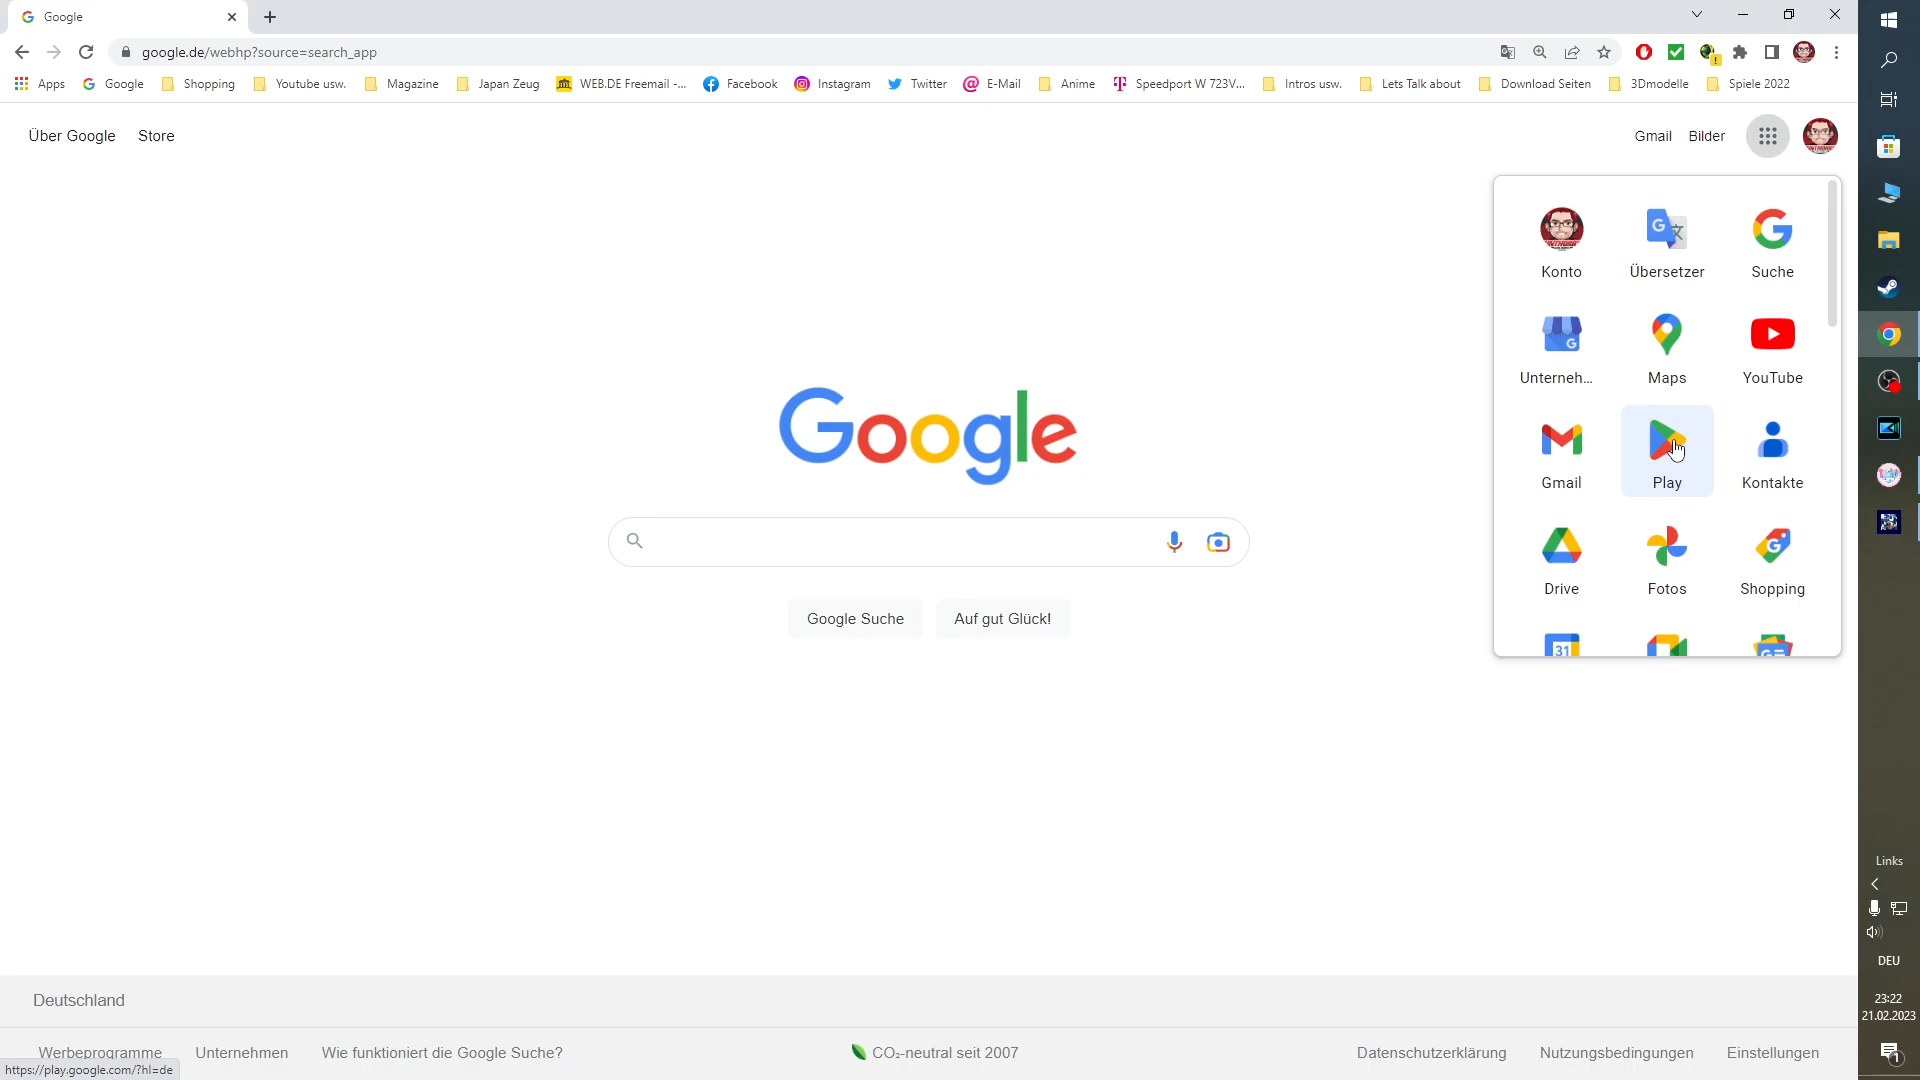 Google
google.de/webhp?source=search_app
Apps Google Shopping Youtube usw. Magazine Japan Zeug WEB.DE Freemail -... Facebook Instagram Twitter E-Mail Anime Speedport W 723V... Intros usw. Lets Talk about Download Seiten 3Dmodelle Spiele 2022
Über Google Store Gmail Bilder
Konto Übersetzer Suche
Unterneh... Maps YouTube
Gmail Play Kontakte
Drive Fotos Shopping
31
Google
Google Suche Auf gut Glück!
Links
DEU
23:22
21.02.2023
1
Deutschland
Werbeprogramme Unternehmen Wie funktioniert die Google Suche? CO₂-neutral seit 2007 Datenschutzerklärung Nutzungsbedingungen Einstellungen
https://play.google.com/?hl=de